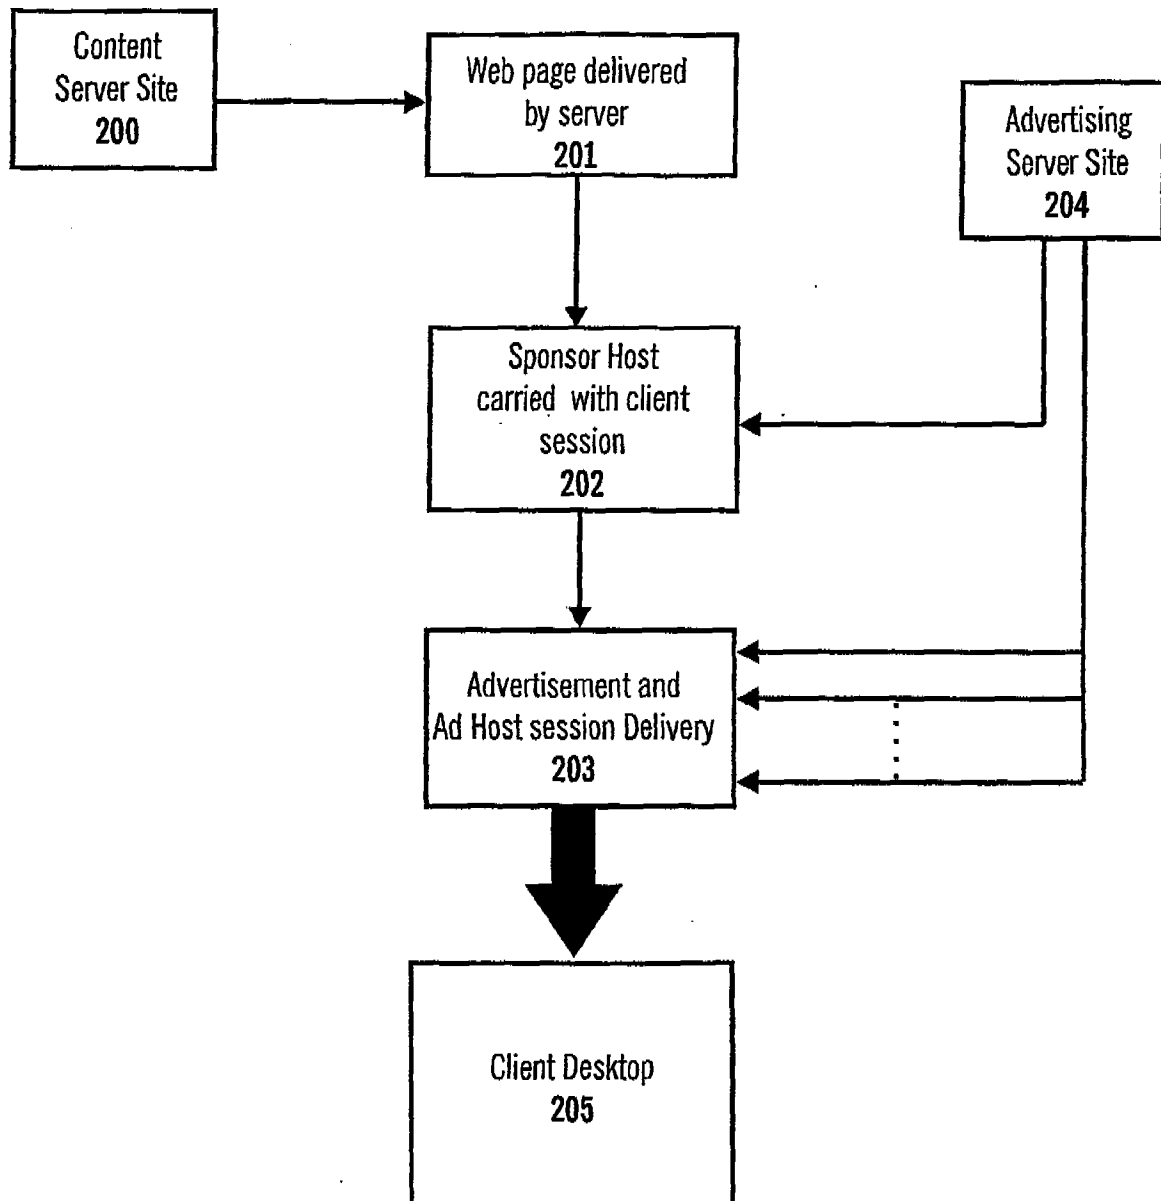 Content
Server Site
200
Web page delivered
by server
201
Advertising
Server Site
204
Sponsor Host
carried with client
session
202
Advertisement and
Ad Host session Delivery
203
Client Desktop
205